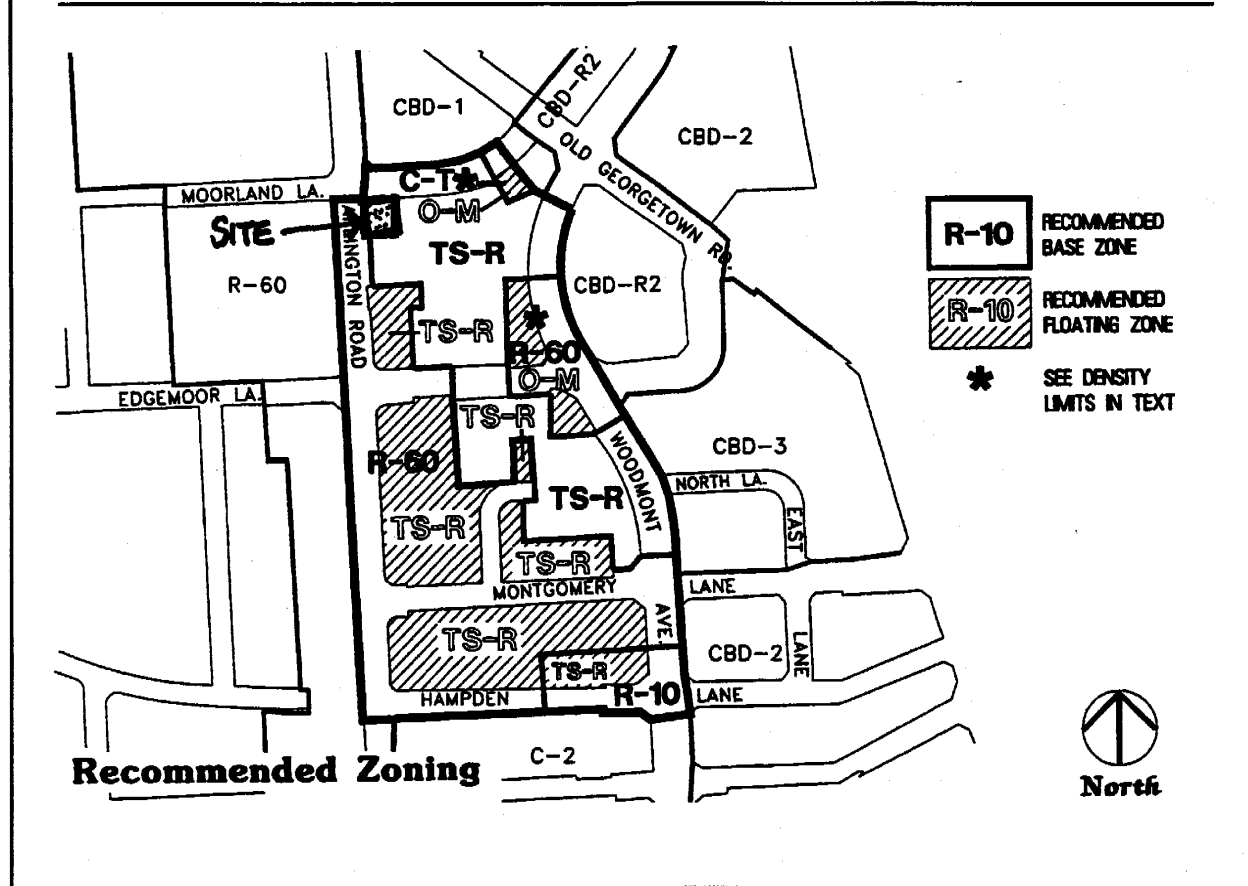 CBD-1
CBD-R2
CBD-2
OLD GEORGETOWN RD.
MOORLAND LA.
C-T*
O-M
SITE
ARLINGTON ROAD
R-60
TS-R
CBD-R2
TS-R
*
R-60
O-M
EDGEMOOR LA.
TS-R
R-60
WOODMONT
CBD-3
NORTH LA.
TS-R
EAST
TS-R
TS-R
MONTGOMERY
LANE
AVE.
TS-R
CBD-2
LANE
TS-R
R-10
HAMPDEN
LANE
C-2
Recommended Zoning
R-10
RECOMMENDED
BASE ZONE
R-10
RECOMMENDED
FLOATING ZONE
*
SEE DENSITY
LIMITS IN TEXT
North